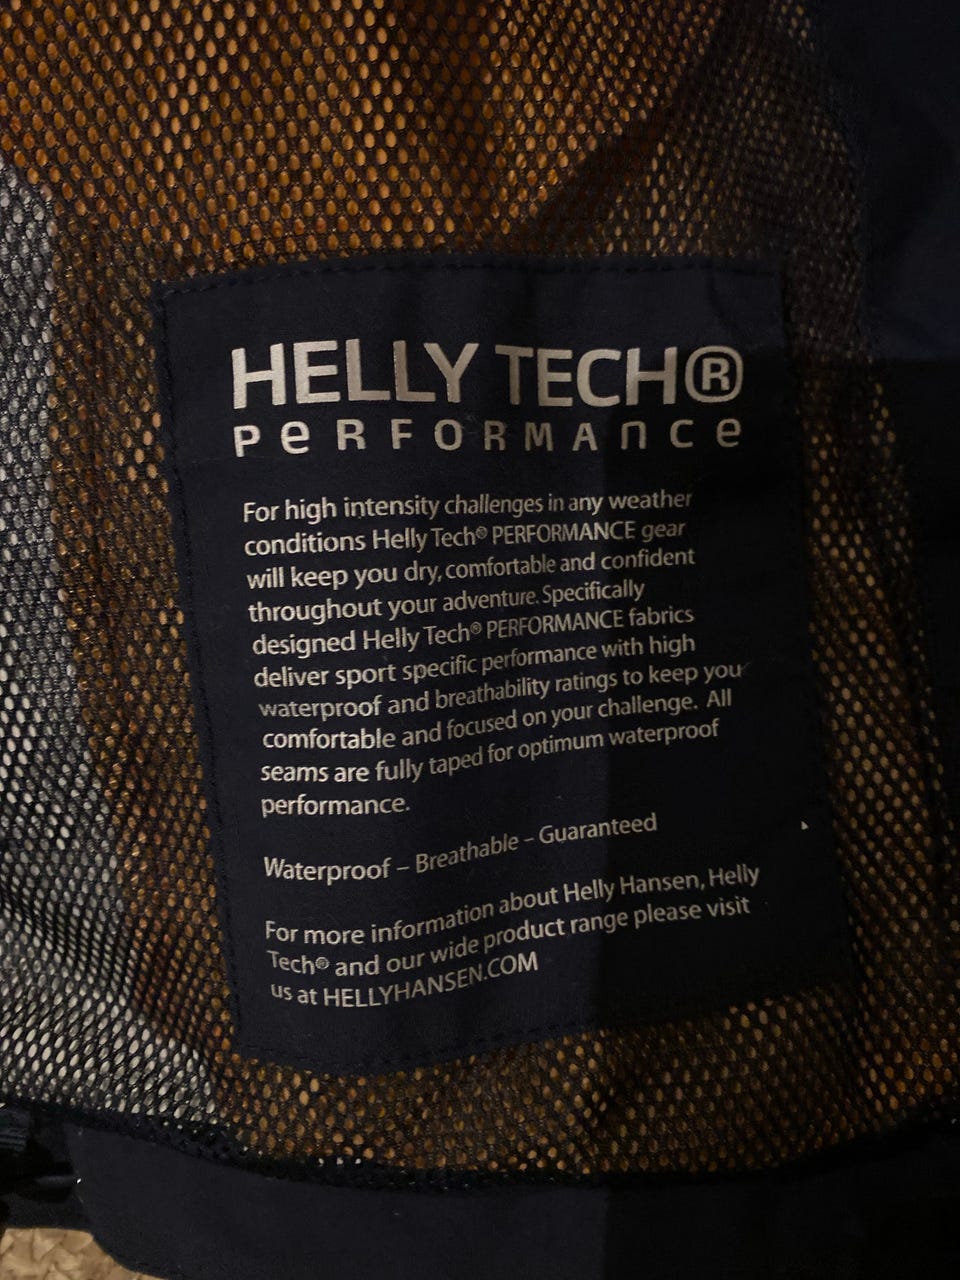 HELLY TECH®
PeRFORMAnCe
For high intensity challenges in any weather
conditions Helly Tech® PERFORMANCE gear
will keep you dry, comfortable and confident
throughout your adventure. Specifically
designed Helly Tech® PERFORMANCE fabrics
deliver sport specific performance with high
waterproof and breathability ratings to keep you
comfortable and focused on your challenge. All
seams are fully taped for optimum waterproof
performance.
Waterproof – Breathable – Guaranteed
For more information about Helly Hansen, Helly
Tech® and our wide product range please visit
us at HELLYHANSEN.COM